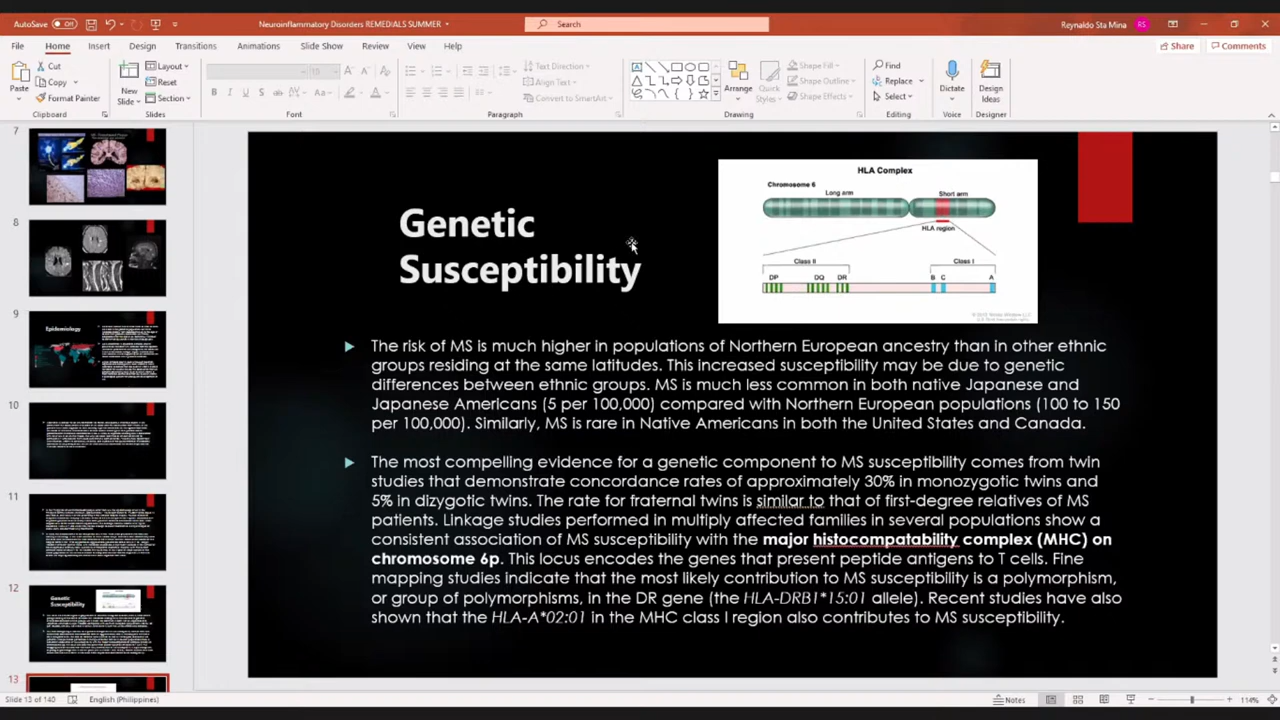 AutoSave Off
Neuroinflammatory Disorders REMEDIALS SUMMER
Search
Reynaldo Sta Mina
RS
File Home Insert Design Transitions Animations Slide Show Review View Help
Share Comments
Paste
Cut
Copy
Format Painter
New Slide
Layout
Reset
Section
B I U S
Text Direction
Align Text
Convert to SmartArt
Arrange
Quick Styles
Shape Fill
Shape Outline
Shape Effects
Find
Replace
Select
Dictate
Design Ideas
Clipboard Slides Font Paragraph Drawing Editing Voice Designer
7
8
9
Epidemiology
10
11
12
Genetic
Susceptibility
13
HLA Complex
Chromosome 6
Long arm Short arm
HLA region
Class II Class I
DP DQ DR B C A
Genetic
Susceptibility
The risk of MS is much higher in populations of Northern European ancestry than in other ethnic
groups residing at the same latitudes. This increased susceptibility may be due to genetic
differences between ethnic groups. MS is much less common in both native Japanese and
Japanese Americans (5 per 100,000) compared with Northern European populations (100 to 150
per 100,000). Similarly, MS is rare in Native American in both the United States and Canada.
The most compelling evidence for a genetic component to MS susceptibility comes from twin
studies that demonstrate concordance rates of approximately 30% in monozygotic twins and
5% in dizygotic twins. The rate for fraternal twins is similar to that of first-degree relatives of MS
patients. Linkage studies performed in multiply affected families in several populations show a
consistent association of MS susceptibility with the major histocompatability complex (MHC) on
chromosome 6p. This locus encodes the genes that present peptide antigens to T cells. Fine
mapping studies indicate that the most likely contribution to MS susceptibility is a polymorphism,
or group of polymorphisms, in the DR gene (the HLA-DRB1*15:01 allele). Recent studies have also
shown that the HLA-A*02:01 in the MHC class I region also contributes to MS susceptibility.
Slide 13 of 140
English (Philippines)
Notes
114%